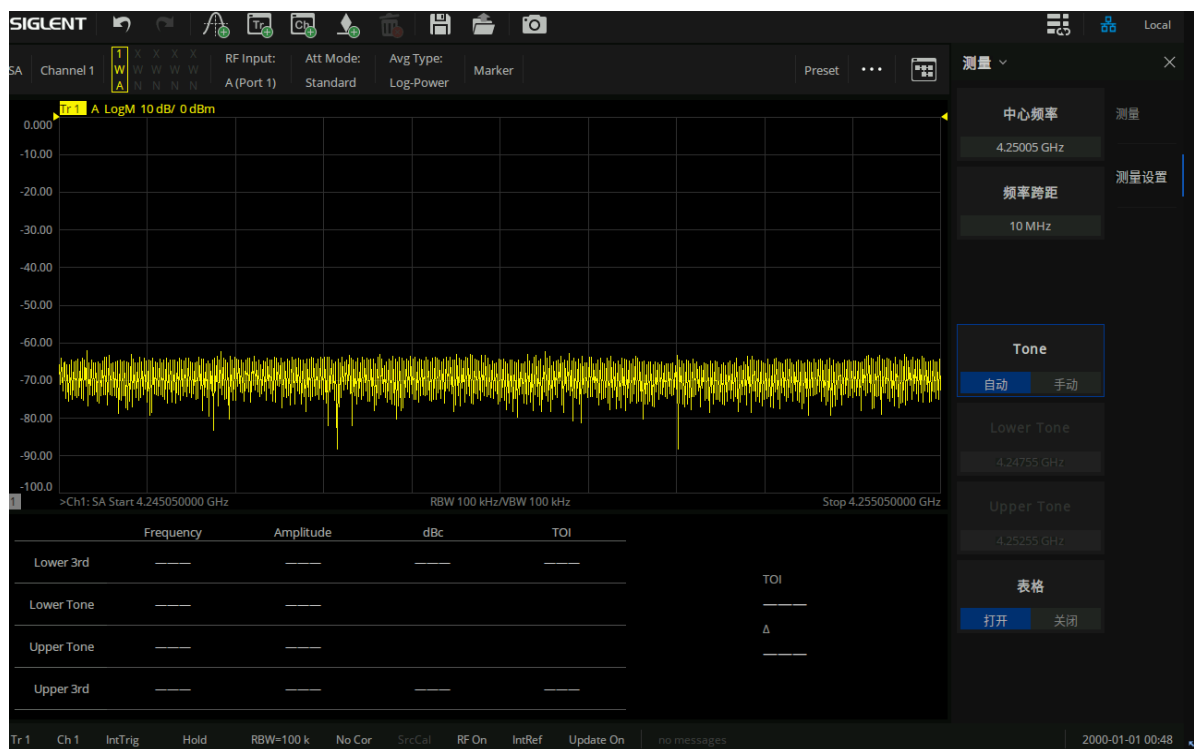 SIGLENT
Tr
Ch
Local
SA Channel 1
1 X X X X
W W W W W
A N N N N
RF Input:
A (Port 1)
Att Mode:
Standard
Avg Type:
Log-Power
Marker
Preset
•••
测量
Tr 1 A LogM 10 dB/ 0 dBm
0.000
-10.00
-20.00
-30.00
-40.00
-50.00
-60.00
-70.00
-80.00
-90.00
-100.0
1 >Ch1: SA Start 4.245050000 GHz RBW 100 kHz/VBW 100 kHz Stop 4.255050000 GHz
中心频率
4.25005 GHz
频率跨距
10 MHz
Tone
自动 手动
Lower Tone
4.24755 GHz
Upper Tone
4.25255 GHz
表格
打开 关闭
测量
测量设置
Frequency Amplitude dBc TOI
Lower 3rd ——— ——— ——— ———
Lower Tone ——— ———
Upper Tone ——— ———
Upper 3rd ——— ——— ——— ———
TOI
———
Δ
———
Tr 1 Ch 1 IntTrig Hold RBW=100 k No Cor SrcCal RF On IntRef Update On no messages 2000-01-01 00:48